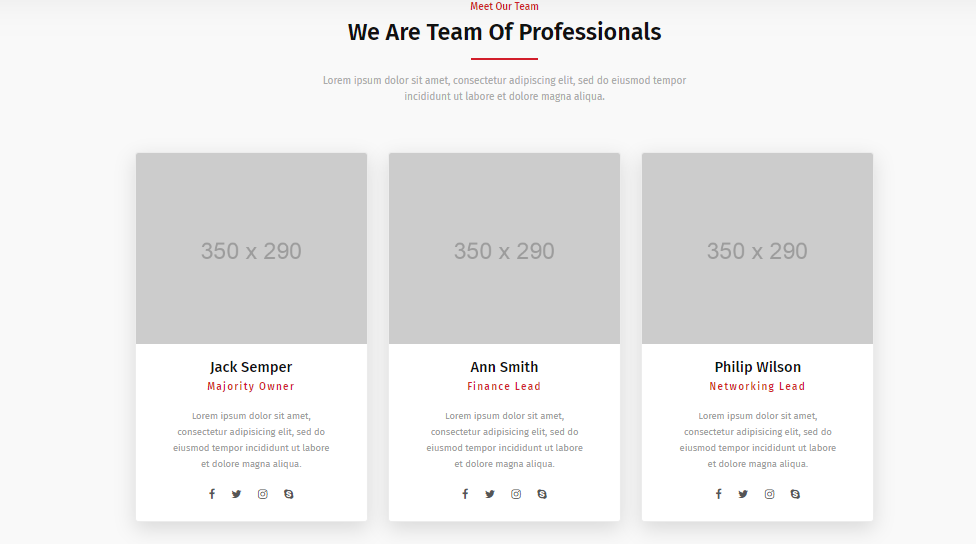 Meet Our Team
We Are Team Of Professionals
Lorem ipsum dolor sit amet, consectetur adipiscing elit, sed do eiusmod tempor
incididunt ut labore et dolore magna aliqua.
350 x 290
Jack Semper
Majority Owner
Lorem ipsum dolor sit amet,
consectetur adipisicing elit, sed do
eiusmod tempor incididunt ut labore
et dolore magna aliqua.
350 x 290
Ann Smith
Finance Lead
Lorem ipsum dolor sit amet,
consectetur adipisicing elit, sed do
eiusmod tempor incididunt ut labore
et dolore magna aliqua.
350 x 290
Philip Wilson
Networking Lead
Lorem ipsum dolor sit amet,
consectetur adipisicing elit, sed do
eiusmod tempor incididunt ut labore
et dolore magna aliqua.